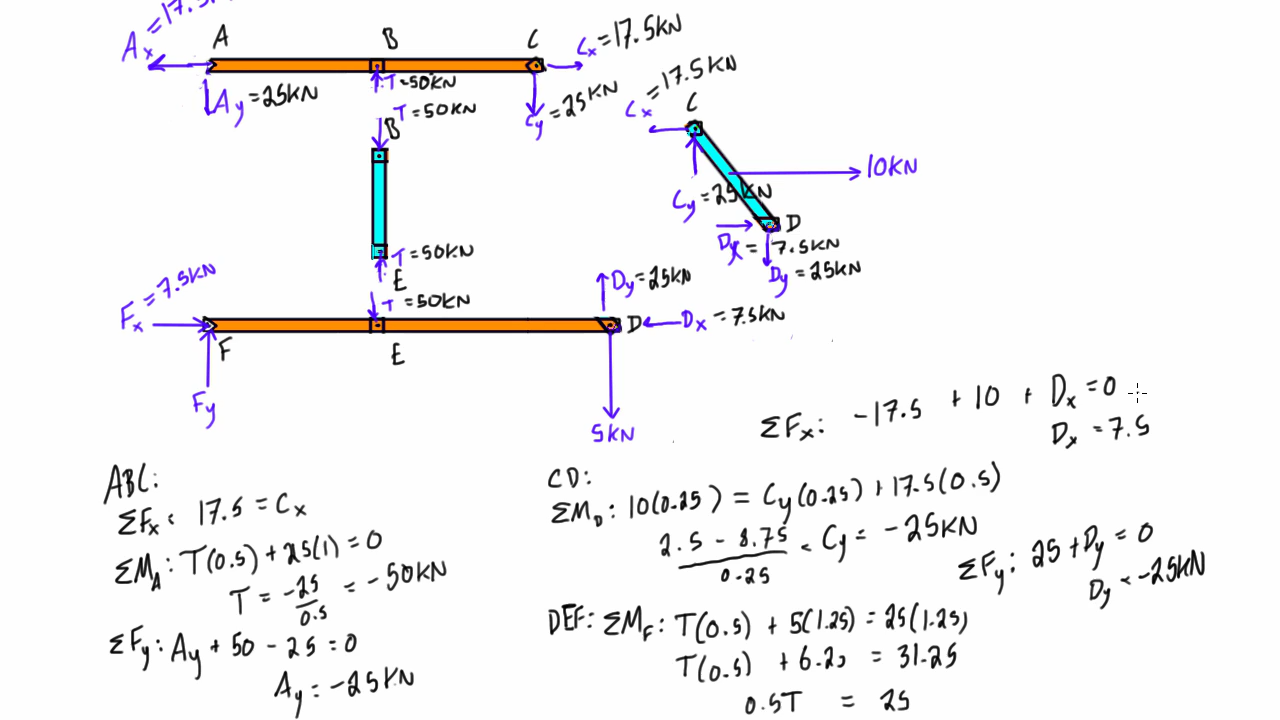 Ax =17.5
A B C
Cx =17.5KN
Ay =25KN
T=50KN
Cy =25KN
T=50KN
B
Cx =17.5KN
C
10KN
Cy =25KN
D
Dx = 7.5KN
Dy =25KN
T=50KN
E
Fx =7.5KN
T=50KN
Dy=25KN
D
Dx =7.5KN
F
E
Fy
5KN
ΣFx: -17.5 + 10 + Dx =0
Dx =7.5
ABC:
ΣFx: 17.5 = Cx
ΣMA: T(0.5) +25(1) =0
T = -25/0.5 = -50KN
ΣFy: Ay + 50 - 25 =0
Ay = -25KN
CD:
ΣMD: 10(0.25) = Cy(0.25) +17.5(0.5)
2.5 - 8.75/0.25 = Cy = -25KN
ΣFy: 25 +Dy = 0
Dy = -25KN
DEF: ΣMF: T(0.5) + 5(1.25) =25(1.25)
T(0.5) +6.25 = 31.25
0.5T = 25